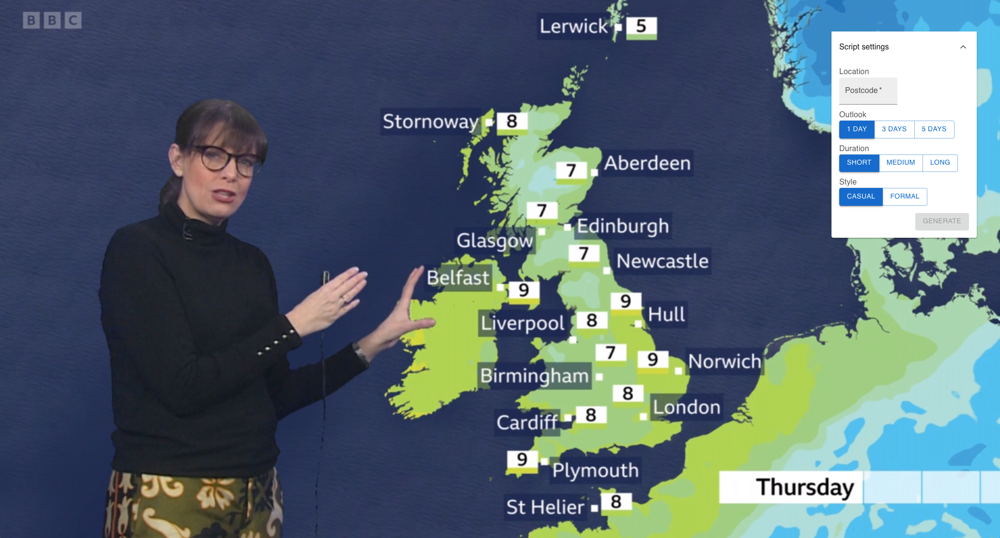 BBC
Lerwick 5
Script settings
Location
Postcode *
Outlook
1 DAY 3 DAYS 5 DAYS
Duration
SHORT MEDIUM LONG
Style
CASUAL FORMAL
GENERATE
Stornoway 8
7 Aberdeen
7
Edinburgh
Glasgow
7
Newcastle
Belfast 9
9
Hull
Liverpool 8
7
9 Norwich
Birmingham
8
London
Cardiff 8
9
Plymouth
Thursday
St Helier 8